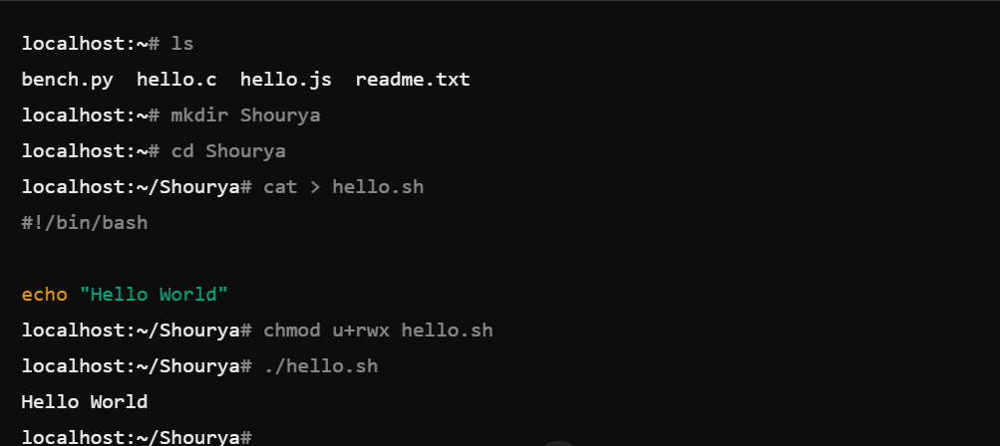 localhost:~# ls
bench.py  hello.c  hello.js  readme.txt
localhost:~# mkdir Shourya
localhost:~# cd Shourya
localhost:~/Shourya# cat > hello.sh
#!/bin/bash
echo "Hello World"
localhost:~/Shourya# chmod u+rwx hello.sh
localhost:~/Shourya# ./hello.sh
Hello World
localhost:~/Shourya#